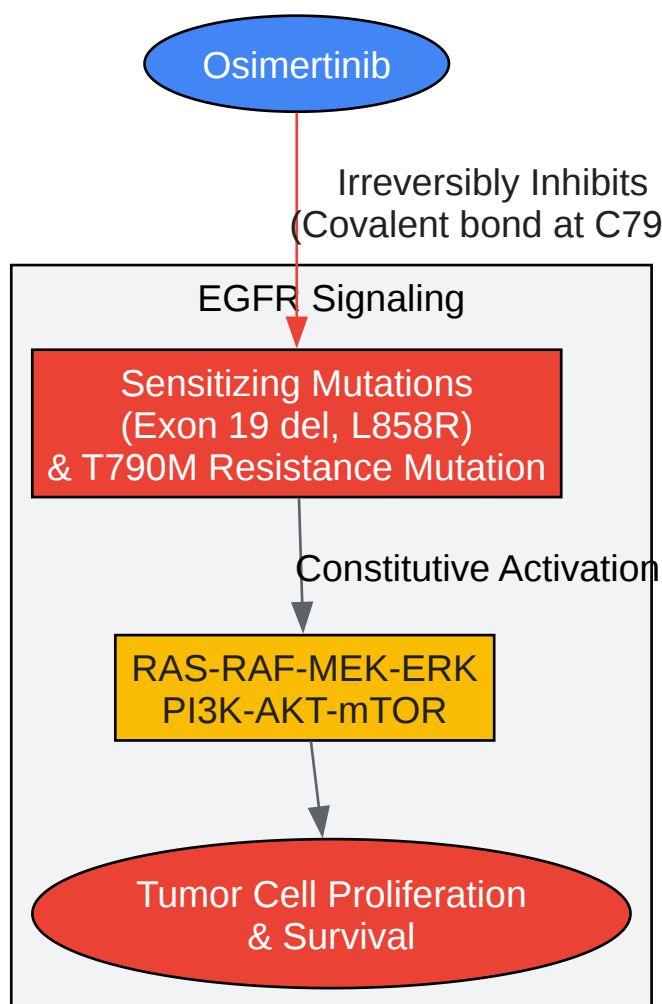 Osimertinib
Irreversibly Inhibits
(Covalent bond at C79
EGFR Signaling
Sensitizing Mutations
(Exon 19 del, L858R)
& T790M Resistance Mutation
Constitutive Activation
RAS-RAF-MEK-ERK
PI3K-AKT-mTOR
Tumor Cell Proliferation
& Survival